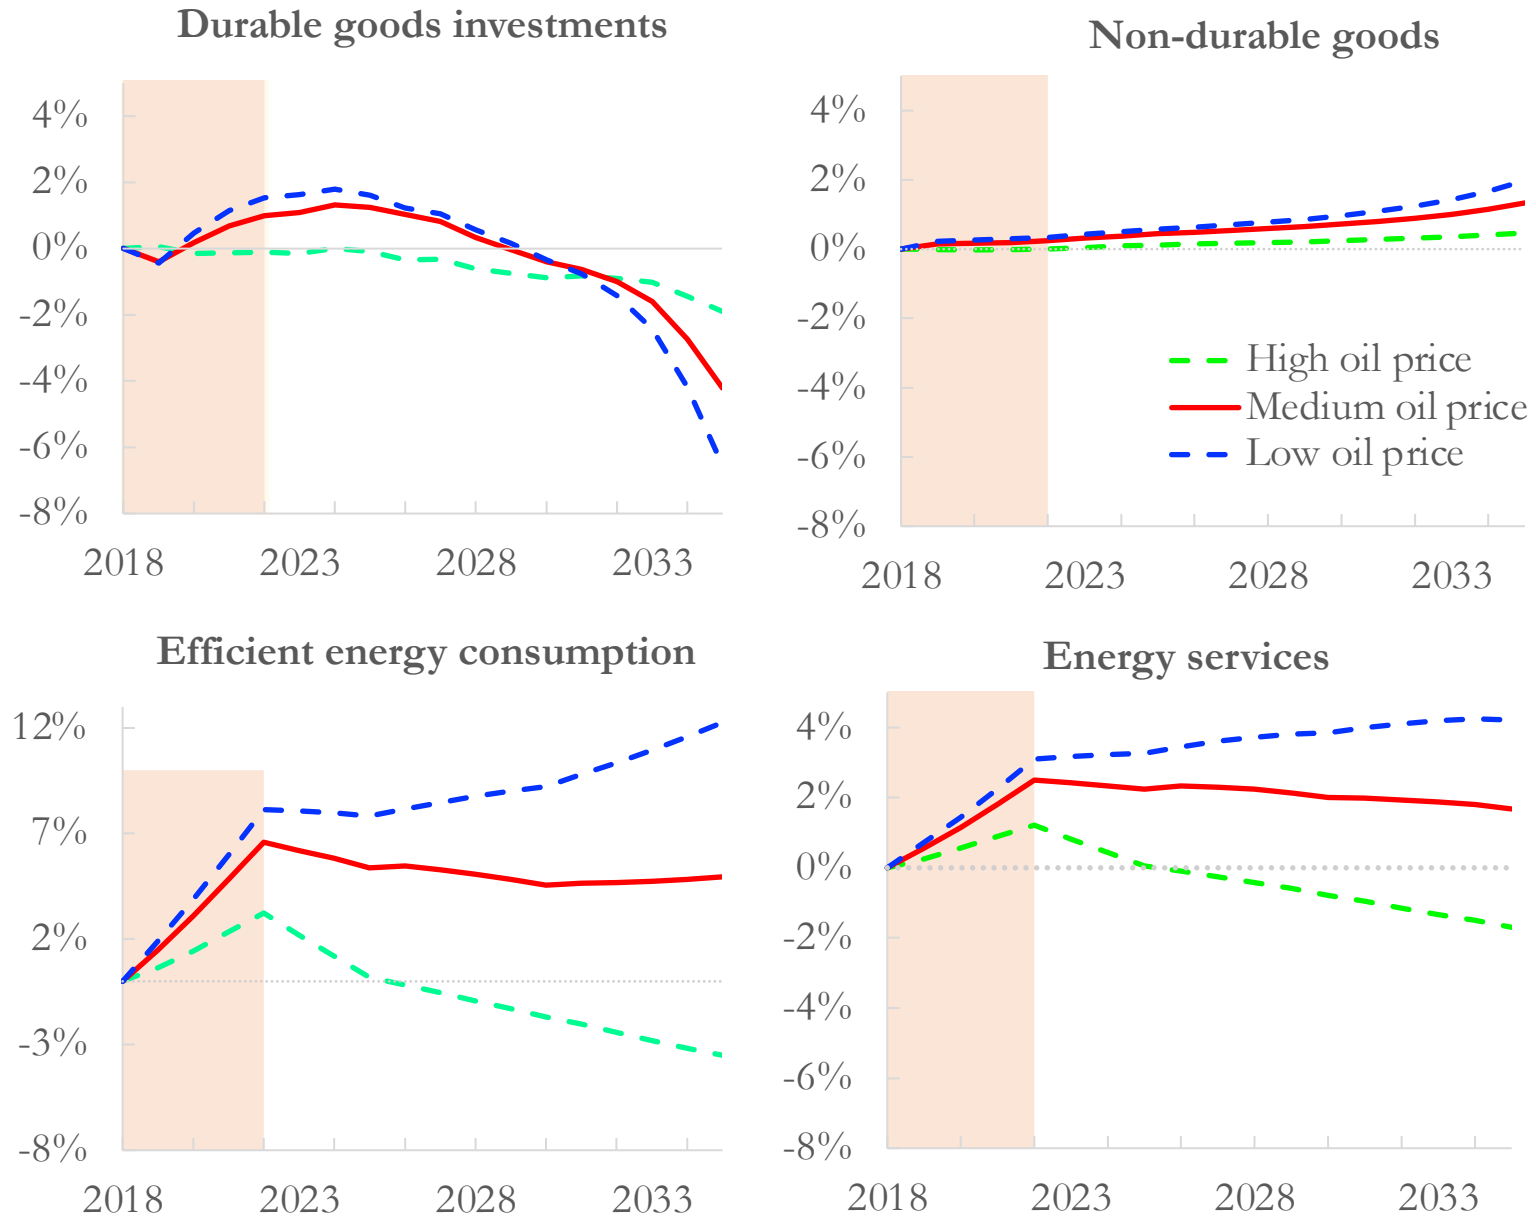 Durable goods investments
4%
2%
0%
-2%
-4%
-6%
-8%
2018 2023 2028 2033
Non-durable goods
4%
2%
0%
-2%
-4%
-6%
-8%
High oil price
Medium oil price
Low oil price
2018 2023 2028 2033
Efficient energy consumption
12%
7%
2%
-3%
-8%
2018 2023 2028 2033
Energy services
4%
2%
0%
-2%
-4%
-6%
-8%
2018 2023 2028 2033